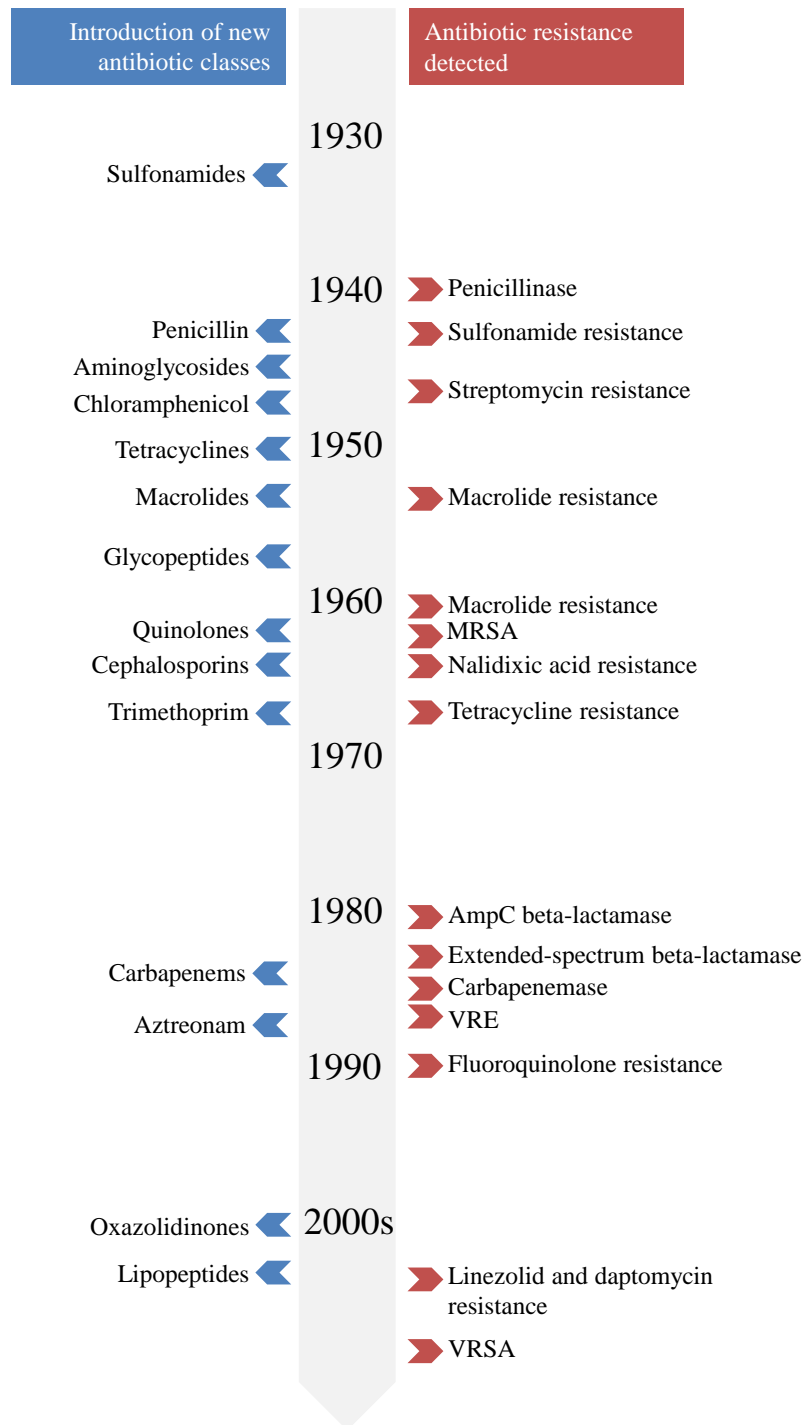 Introduction of new
antibiotic classes
Antibiotic resistance
detected
1930
Sulfonamides
1940
Penicillinase
Penicillin
Sulfonamide resistance
Aminoglycosides
Streptomycin resistance
Chloramphenicol
1950
Tetracyclines
Macrolides
Macrolide resistance
Glycopeptides
1960
Macrolide resistance
Quinolones
MRSA
Cephalosporins
Nalidixic acid resistance
Trimethoprim
Tetracycline resistance
1970
1980
AmpC beta-lactamase
Extended-spectrum beta-lactamase
Carbapenems
Carbapenemase
Aztreonam
VRE
1990
Fluoroquinolone resistance
Oxazolidinones
2000s
Lipopeptides
Linezolid and daptomycin
resistance
VRSA